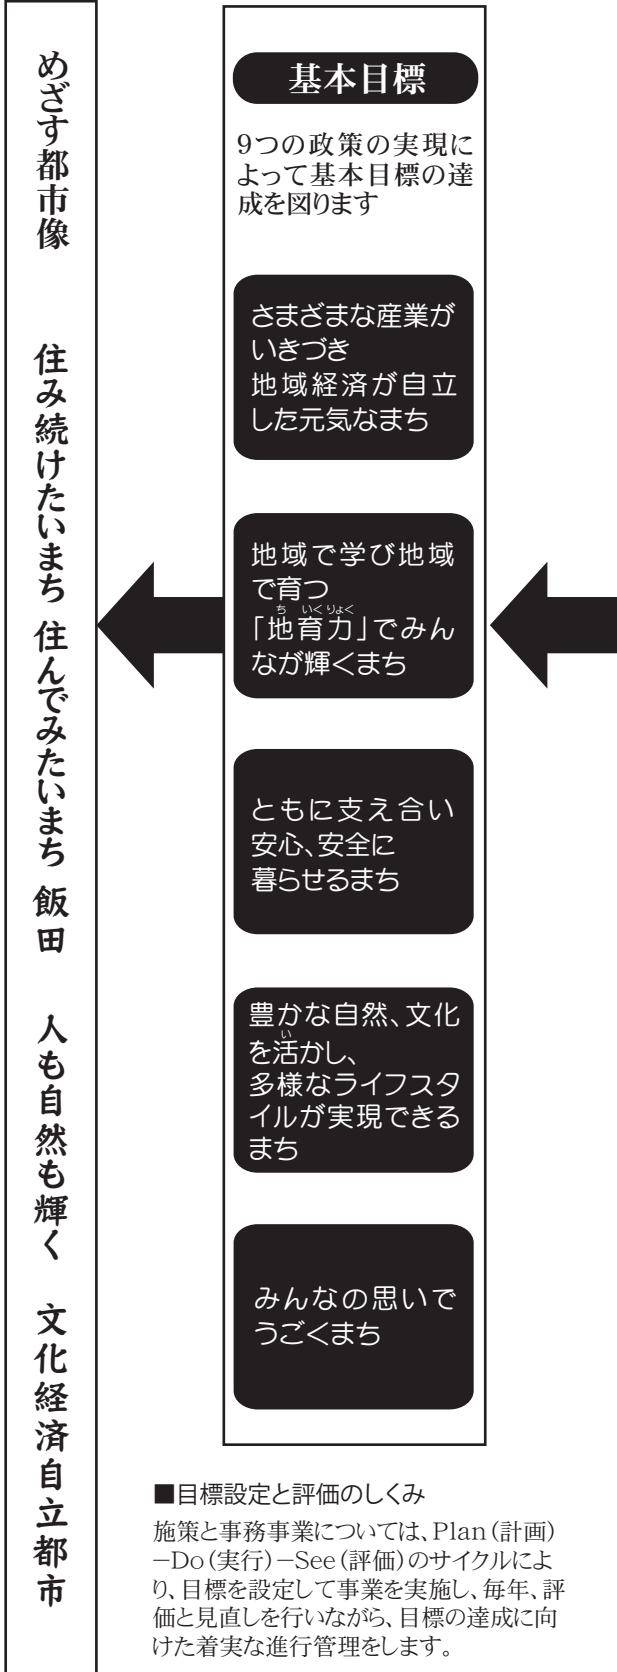 めざす都市像　住み続けたいまち 住んでみたいまち 飯田　人も自然も輝く　文化経済自立都市
基本目標
9つの政策の実現に
よって基本目標の達
成を図ります
さまざまな産業が
いきづき
地域経済が自立
した元気なまち
地域で学び地域
で育つ
ち いくりょく
「地育力」でみん
なが輝くまち
ともに支え合い
安心、安全に
暮らせるまち
豊かな自然、文化
い
を活かし、
多様なライフスタ
イルが実現できる
まち
みんなの思いで
うごくまち
■目標設定と評価のしくみ
施策と事務事業については、Plan(計画)
−Do(実行)−See(評価)のサイクルによ
り、目標を設定して事業を実施し、毎年、評
価と見直しを行いながら、目標の達成に向
けた着実な進行管理をします。